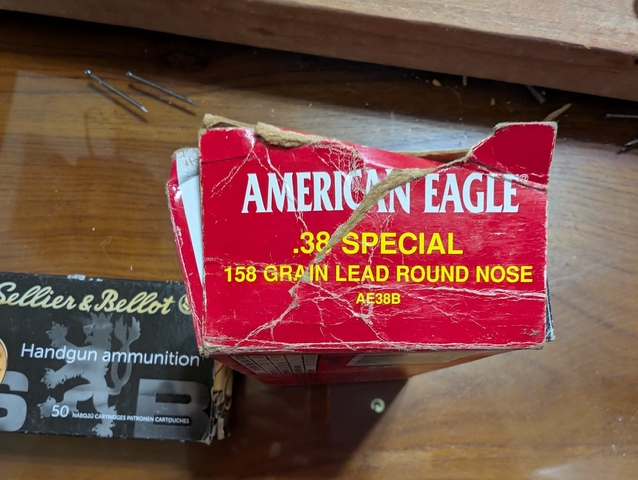 AMERICAN EAGLE®
.38 SPECIAL
158 GRAIN LEAD ROUND NOSE
AE38B
Sellier & Bellot
Handgun ammunition
S B
50 NÁBOJŮ CARTRIDGES PATRONEN CARTOUCHES